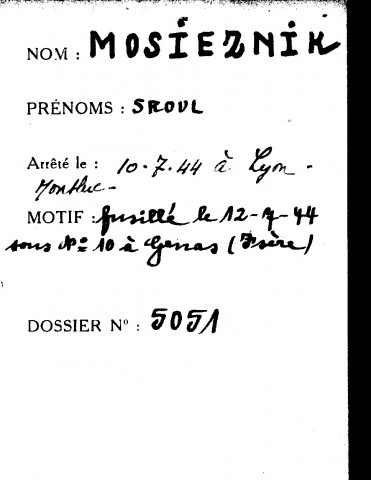 NOM : MOSIEZNIK
PRÉNOMS : SROUL
Arrêté le : 10-7.44 à Lyon -
Montluc -
MOTIF : fusillé le 12-7-44
sous Nº 10 à Genas (Isère)
DOSSIER Nº : 5051